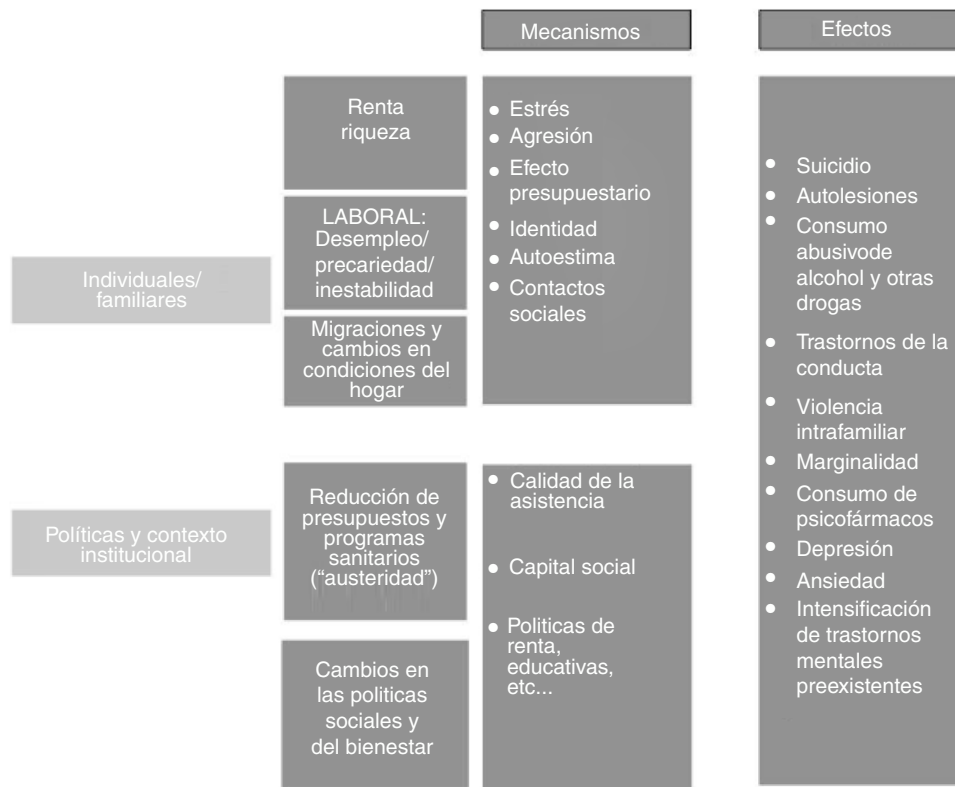 Mecanismos
Efectos
Individuales/
familiares
Renta
riqueza
LABORAL:
Desempleo/
precariedad/
inestabilidad
Migraciones y
cambios en
condiciones del
hogar
• Estrés
• Agresión
• Efecto
presupuestario
• Identidad
• Autoestima
• Contactos
sociales
Políticas y contexto
institucional
Reducción de
presupuestos y
programas
sanitarios
(“austeridad”)
Cambios en
las politicas
sociales y
del bienestar
• Calidad de la
asistencia
• Capital social
• Politicas de
renta,
educativas,
etc...
• Suicidio
• Autolesiones
• Consumo
abusivode
alcohol y otras
drogas
• Trastornos de la
conducta
• Violencia
intrafamiliar
• Marginalidad
• Consumo de
psicofármacos
• Depresión
• Ansiedad
• Intensificación
de trastornos
mentales
preexistentes